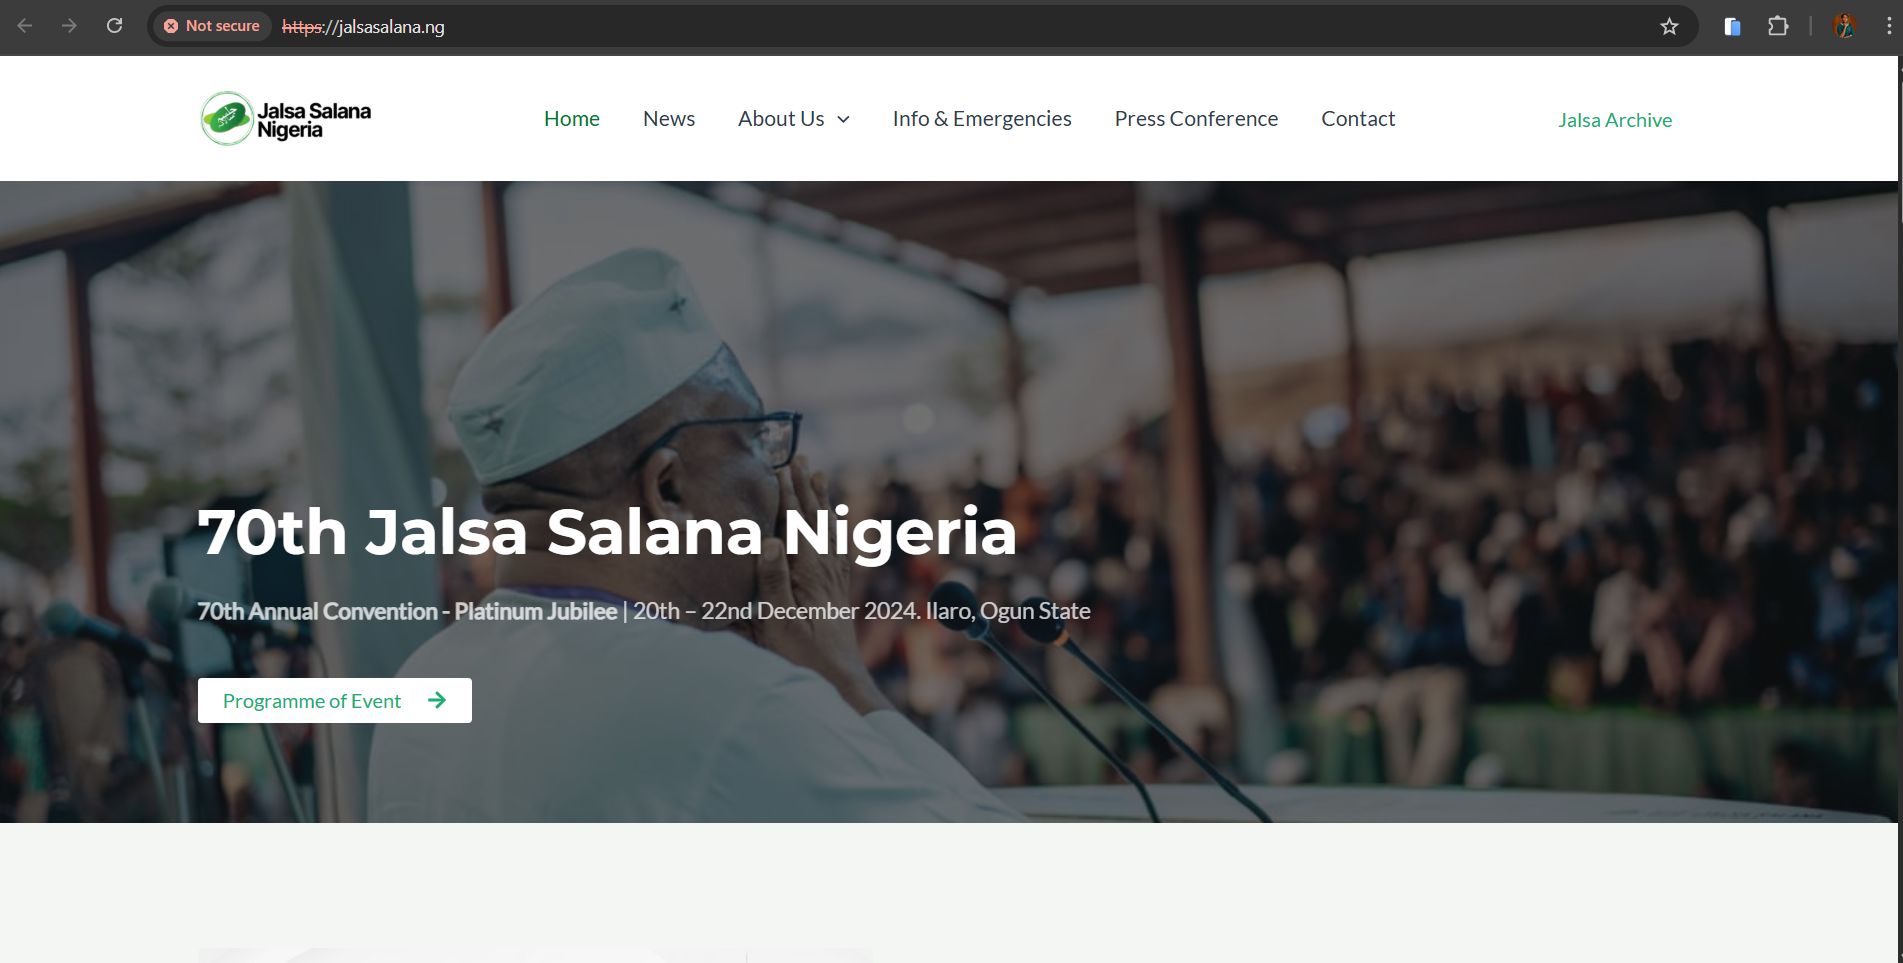 Not secure https://jalsasalana.ng
Jalsa Salana
Nigeria
Home News About Us Info & Emergencies Press Conference Contact Jalsa Archive
70th Jalsa Salana Nigeria
70th Annual Convention - Platinum Jubilee | 20th – 22nd December 2024. Ilaro, Ogun State
Programme of Event